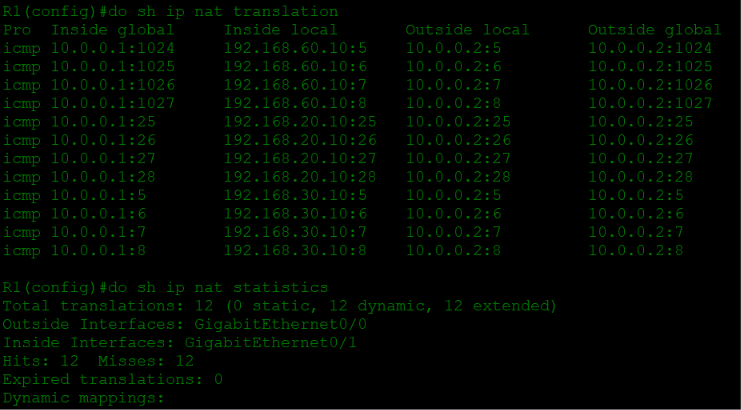 R1(config)#do sh ip nat translation
Pro  Inside global     Inside local       Outside local      Outside global
icmp 10.0.0.1:1024     192.168.60.10:5    10.0.0.2:5         10.0.0.2:1024
icmp 10.0.0.1:1025     192.168.60.10:6    10.0.0.2:6         10.0.0.2:1025
icmp 10.0.0.1:1026     192.168.60.10:7    10.0.0.2:7         10.0.0.2:1026
icmp 10.0.0.1:1027     192.168.60.10:8    10.0.0.2:8         10.0.0.2:1027
icmp 10.0.0.1:25       192.168.20.10:25   10.0.0.2:25        10.0.0.2:25
icmp 10.0.0.1:26       192.168.20.10:26   10.0.0.2:26        10.0.0.2:26
icmp 10.0.0.1:27       192.168.20.10:27   10.0.0.2:27        10.0.0.2:27
icmp 10.0.0.1:28       192.168.20.10:28   10.0.0.2:28        10.0.0.2:28
icmp 10.0.0.1:5        192.168.30.10:5    10.0.0.2:5         10.0.0.2:5
icmp 10.0.0.1:6        192.168.30.10:6    10.0.0.2:6         10.0.0.2:6
icmp 10.0.0.1:7        192.168.30.10:7    10.0.0.2:7         10.0.0.2:7
icmp 10.0.0.1:8        192.168.30.10:8    10.0.0.2:8         10.0.0.2:8
R1(config)#do sh ip nat statistics
Total translations: 12 (0 static, 12 dynamic, 12 extended)
Outside Interfaces: GigabitEthernet0/0
Inside Interfaces: GigabitEthernet0/1
Hits: 12  Misses: 12
Expired translations: 0
Dynamic mappings: